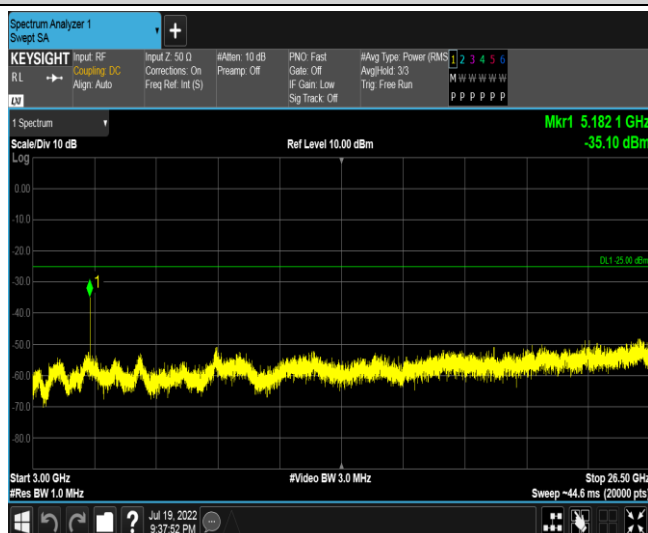 Spectrum Analyzer 1
Swept SA
+
KEYSIGHT Input: RF Input Z: 50 Ω #Atten: 10 dB PNO: Fast #Avg Type: Power (RMS 1 2 3 4 5 6
RL Coupling: DC Corrections: On Preamp: Off Gate: Off Avg|Hold: 3/3 M W W W W W
Align: Auto Freq Ref: Int (S) IF Gain: Low Trig: Free Run
Sig Track: Off P P P P P P
LXI
1 Spectrum Mkr1 5.182 1 GHz
Scale/Div 10 dB Ref Level 10.00 dBm -35.10 dBm
Log
0.00
-10.0
-20.0
DL1 -25.00 dBm
-30.0
1
-40.0
-50.0
-60.0
-70.0
-80.0
Start 3.00 GHz #Video BW 3.0 MHz Stop 26.50 GHz
#Res BW 1.0 MHz Sweep ~44.6 ms (20000 pts)
? Jul 19, 2022
9:37:52 PM